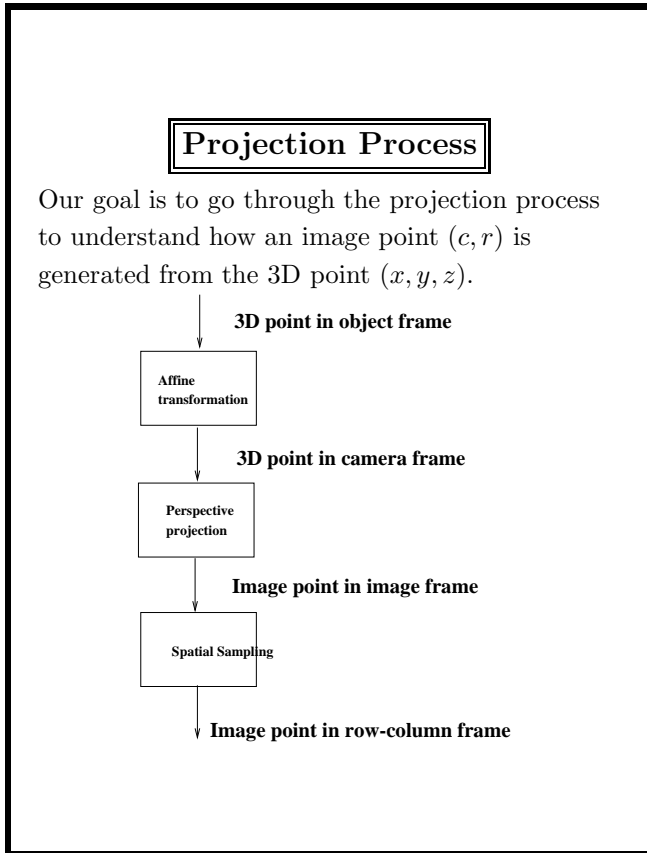 Projection Process
Our goal is to go through the projection process
to understand how an image point (c, r) is
generated from the 3D point (x, y, z).
3D point in object frame
Affine
transformation
3D point in camera frame
Perspective
projection
Image point in image frame
Spatial Sampling
Image point in row-column frame